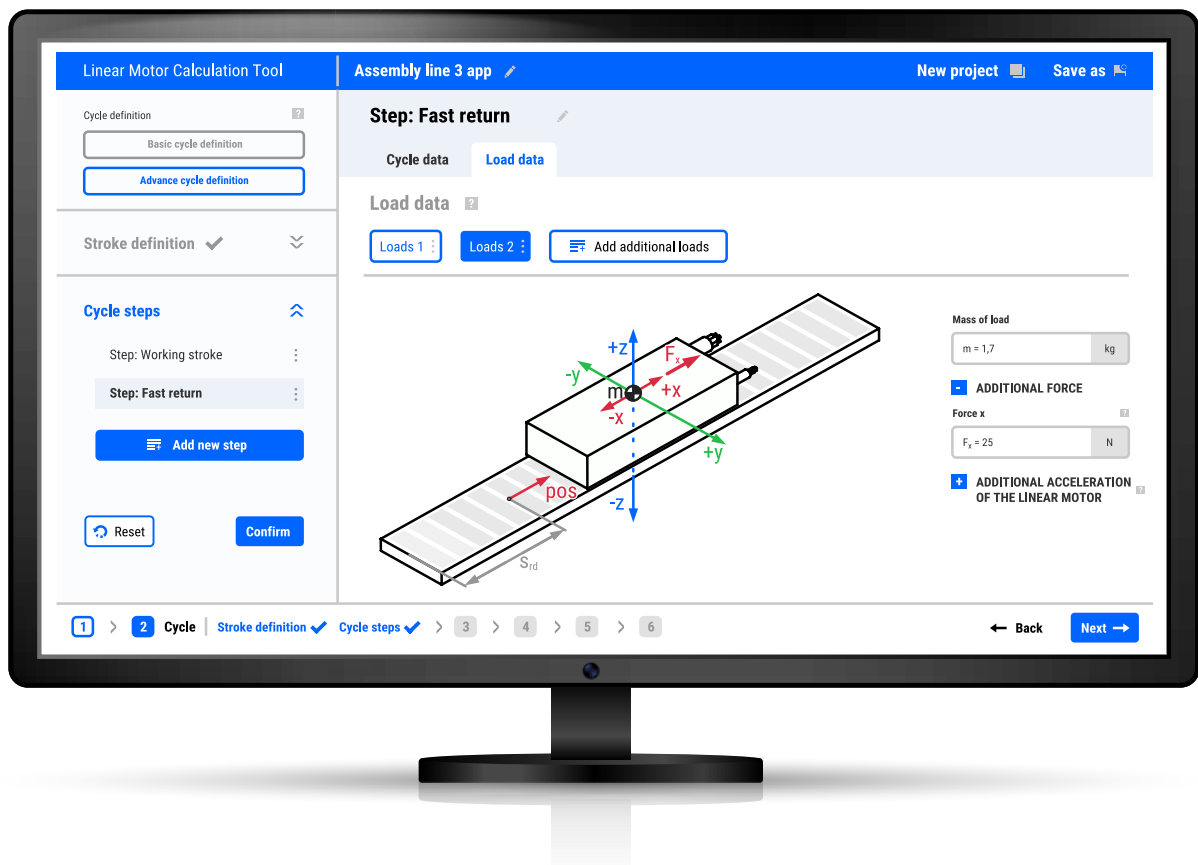 Linear Motor Calculation Tool
Assembly line 3 app
New project
Save as
Cycle definition ?
Basic cycle definition
Advance cycle definition
Stroke definition
Cycle steps
Step: Working stroke
Step: Fast return
Add new step
Reset
Confirm
Step: Fast return
Cycle data
Load data
Load data ?
Loads 1
Loads 2
Add additional loads
+z
Fx
-y
m
+x
-x
+y
pos
-z
Srd
Mass of load
m = 1,7 kg
- ADDITIONAL FORCE
Force x ?
Fx = 25 N
+ ADDITIONAL ACCELERATION
OF THE LINEAR MOTOR ?
1 > 2 Cycle Stroke definition Cycle steps > 3 > 4 > 5 > 6
Back
Next